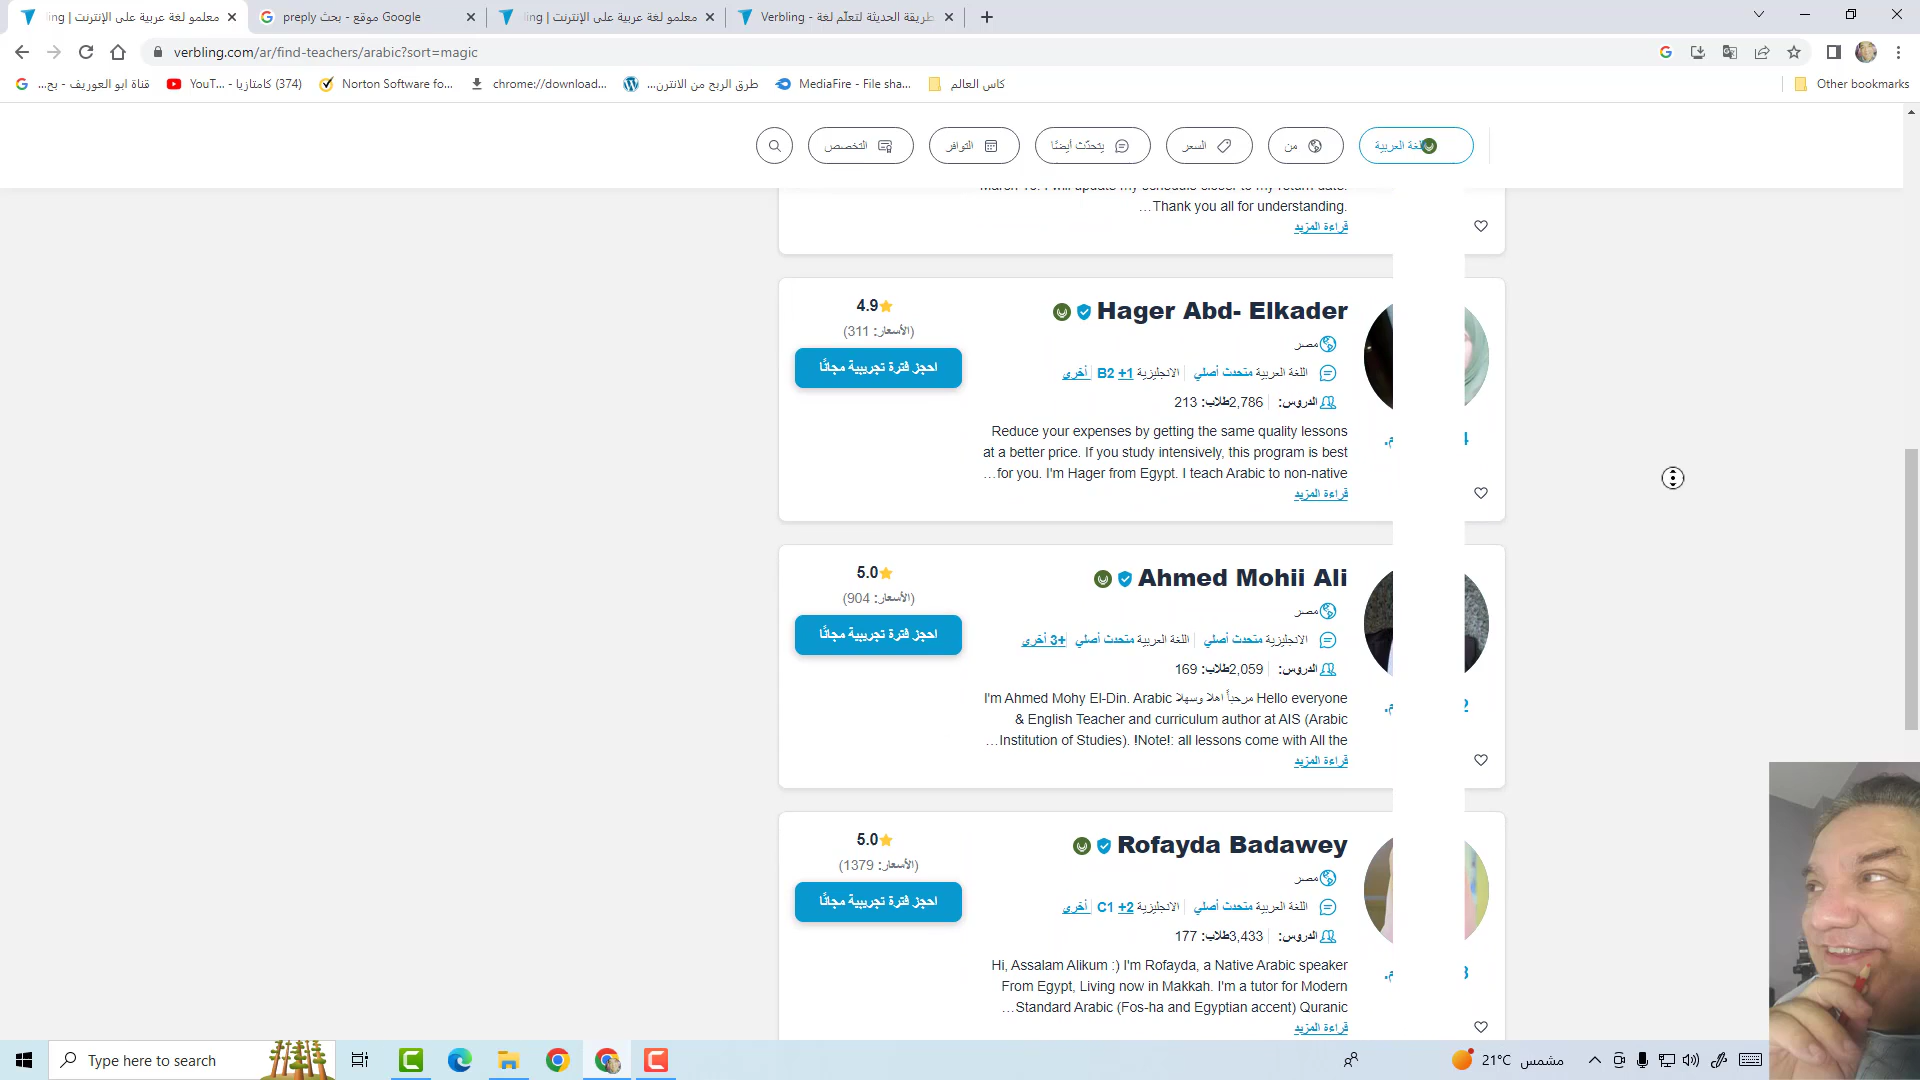 معلمو لغة عربية على الإنترنت | ling
preply موقع - بحث Google
معلمو لغة عربية على الإنترنت | ling
Verbling - طريقة الحديثة لتعلّم لغة
verbling.com/ar/find-teachers/arabic?sort=magic
قناة ابو العوريف - بح...
(374) كامتازيا - YouT...
Norton Software fo...
chrome://download...
طرق الربح من الانترن...
MediaFire - File sha...
كاس العالم
Other bookmarks
للغة العربية
من
السعر
يتحدّث أيضًا
التوافر
التخصص
Thank you all for understanding.…
قراءة المزيد
Hager Abd- Elkader
4.9
(الأسعار: 311)
احجز فترة تجريبية مجانًا
مصر
اللغة العربية متحدث أصلي | الانجليزية B2 +1 أخري
الدروس: 2,786 طلاب: 213
Reduce your expenses by getting the same quality lessons
at a better price. If you study intensively, this program is best
for you. I'm Hager from Egypt. I teach Arabic to non-native…
قراءة المزيد
Ahmed Mohii Ali
5.0
(الأسعار: 904)
احجز فترة تجريبية مجانًا
مصر
الانجليزية متحدث أصلي | اللغة العربية متحدث أصلي +3 أخري
الدروس: 2,059 طلاب: 169
I'm Ahmed Mohy El-Din. Arabic مرحباً اهلا وسهلا Hello everyone
& English Teacher and curriculum author at AIS (Arabic
Institution of Studies). !Note!: all lessons come with All the…
قراءة المزيد
Rofayda Badawey
5.0
(الأسعار: 1379)
احجز فترة تجريبية مجانًا
مصر
اللغة العربية متحدث أصلي | الانجليزية C1 +2 أخري
الدروس: 3,433 طلاب: 177
Hi, Assalam Alikum :) I'm Rofayda, a Native Arabic speaker
From Egypt, Living now in Makkah. I'm a tutor for Modern
Standard Arabic (Fos-ha and Egyptian accent) Quranic…
قراءة المزيد
Type here to search
21°C مشمس